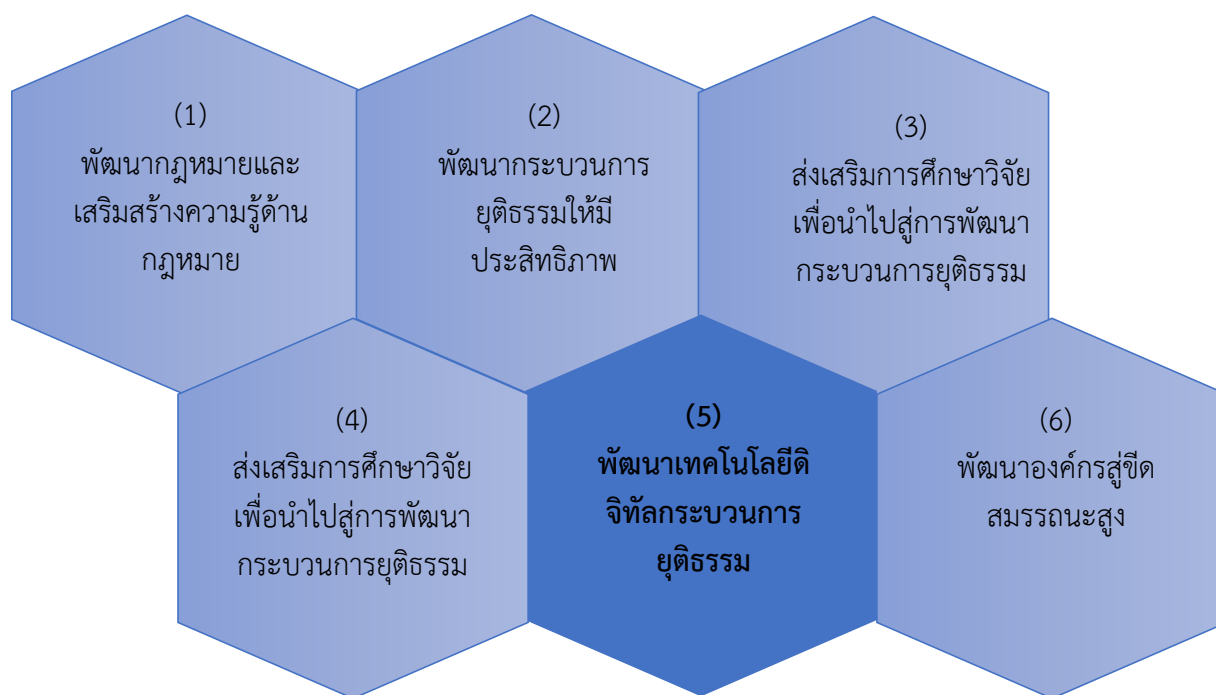 (1)
พัฒนากฎหมายและ
เสริมสร้างความรู้ด้าน
กฎหมาย
(2)
พัฒนากระบวนการ
ยุติธรรมให้มี
ประสิทธิภาพ
(3)
ส่งเสริมการศึกษาวิจัย
เพื่อนำไปสู่การพัฒนา
กระบวนการยุติธรรม
(4)
ส่งเสริมการศึกษาวิจัย
เพื่อนำไปสู่การพัฒนา
กระบวนการยุติธรรม
(5)
พัฒนาเทคโนโลยีดิ
จิทัลกระบวนการ
ยุติธรรม
(6)
พัฒนาองค์กรสู่ขีด
สมรรถนะสูง